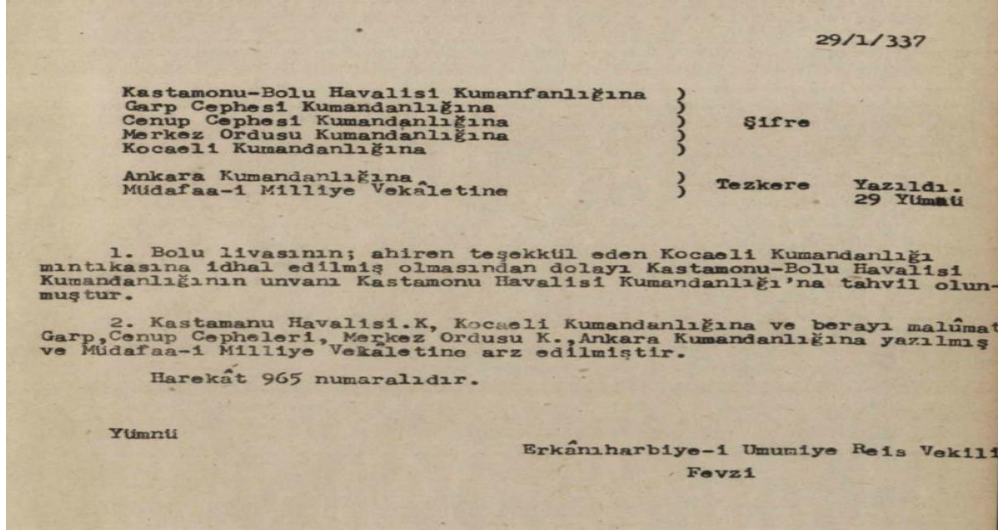 29/1/337
Kastamonu-Bolu Havalisi Kumanfanlığına )
Garp Cephesi Kumandanlığına )
Cenup Cephesi Kumandanlığına ) Şifre
Merkez Ordusu Kumandanlığına )
Kocaeli Kumandanlığına )
Ankara Kumandanlığına ) Tezkere Yazıldı.
Müdafaa-i Milliye Vekâletine ) 29 Yümnü
1. Bolu livasının; ahiren teşekkül eden Kocaeli Kumandanlığı
mıntıkasına idhal edilmiş olmasından dolayı Kastamonu-Bolu Havalisi
Kumandanlığının unvanı Kastamonu Havalisi Kumandanlığı'na tahvil olun-
muştur.
2. Kastamanu Havalisi.K, Kocaeli Kumandanlığına ve berayı malûmat
Garp,Cenup Cepheleri, Merkez Ordusu K.,Ankara Kumandanlığına yazılmış
ve Müdafaa-i Milliye Vekâletine arz edilmiştir.
Harekât 965 numaralıdır.
Yümnü
Erkânıharbiye-i Umumiye Reis Vekili
Fevzi